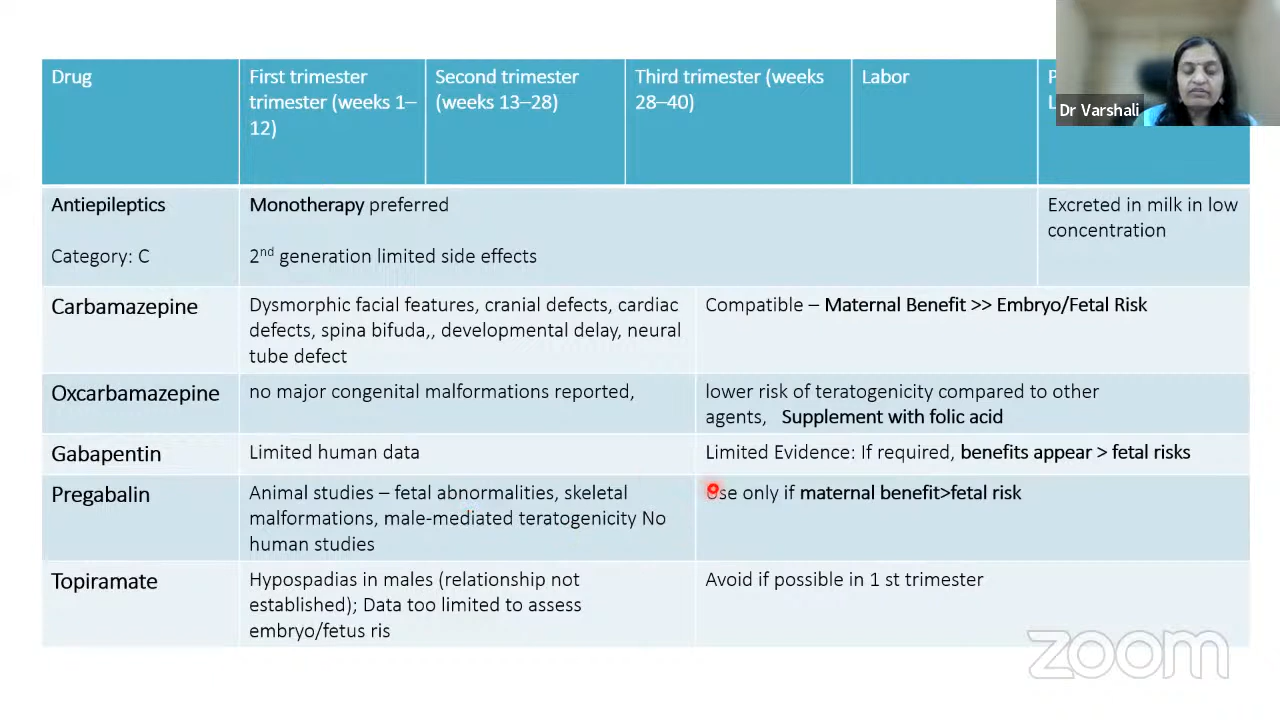 Drug
First trimester
trimester (weeks 1–
12)
Second trimester
(weeks 13–28)
Third trimester (weeks
28–40)
Labor
Dr Varshali
Antiepileptics
Category: C
Monotherapy preferred
2nd generation limited side effects
Excreted in milk in low
concentration
Carbamazepine
Dysmorphic facial features, cranial defects, cardiac
defects, spina bifuda,, developmental delay, neural
tube defect
Compatible – Maternal Benefit >> Embryo/Fetal Risk
Oxcarbamazepine
no major congenital malformations reported,
lower risk of teratogenicity compared to other
agents, Supplement with folic acid
Gabapentin
Limited human data
Limited Evidence: If required, benefits appear > fetal risks
Pregabalin
Animal studies – fetal abnormalities, skeletal
malformations, male-mediated teratogenicity No
human studies
Use only if maternal benefit>fetal risk
Topiramate
Hypospadias in males (relationship not
established); Data too limited to assess
embryo/fetus ris
Avoid if possible in 1 st trimester
zoom